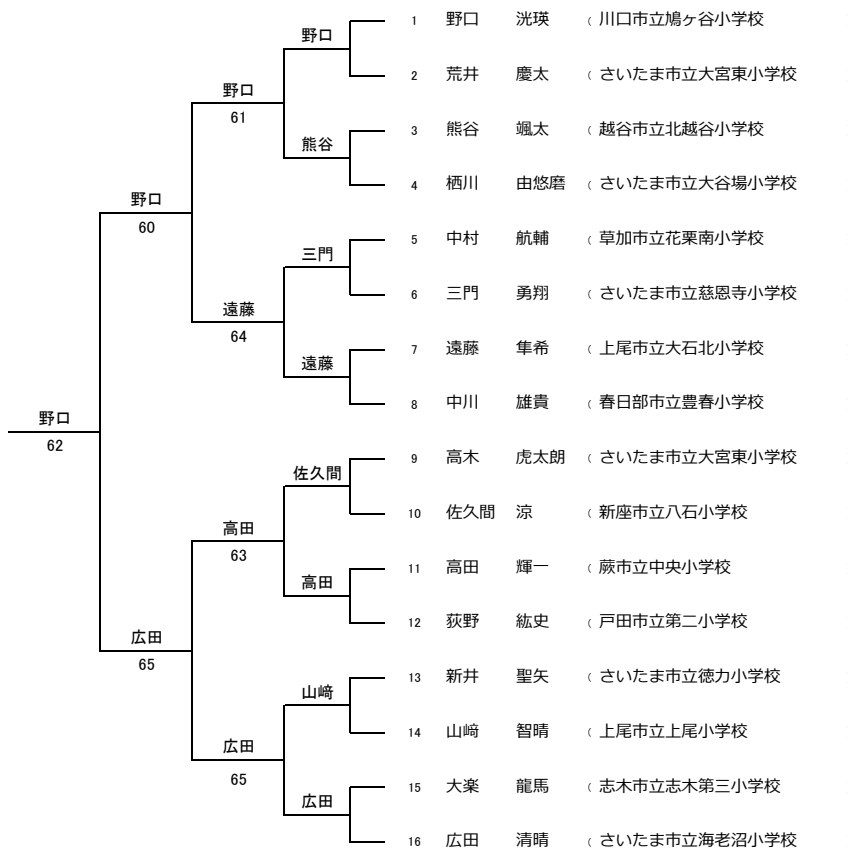 1 野口 洸瑛 ( 川口市立鳩ヶ谷小学校
野口
2 荒井 慶太 ( さいたま市立大宮東小学校
野口
61
3 熊谷 颯太 ( 越谷市立北越谷小学校
熊谷
4 栖川 由悠磨 ( さいたま市立大谷場小学校
野口
60
5 中村 航輔 ( 草加市立花栗南小学校
三門
6 三門 勇翔 ( さいたま市立慈恩寺小学校
遠藤
64
7 遠藤 隼希 ( 上尾市立大石北小学校
遠藤
8 中川 雄貴 ( 春日部市立豊春小学校
野口
62
9 高木 虎太朗 ( さいたま市立大宮東小学校
佐久間
10 佐久間 涼 ( 新座市立八石小学校
高田
63
11 高田 輝一 ( 蕨市立中央小学校
高田
12 荻野 紘史 ( 戸田市立第二小学校
広田
65
13 新井 聖矢 ( さいたま市立徳力小学校
山﨑
14 山﨑 智晴 ( 上尾市立上尾小学校
広田
65
15 大楽 龍馬 ( 志木市立志木第三小学校
広田
16 広田 清晴 ( さいたま市立海老沼小学校